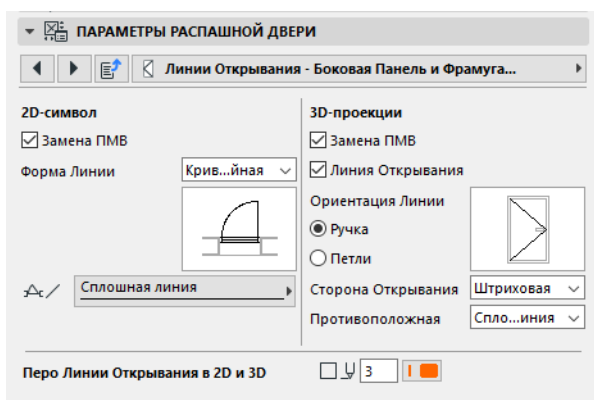 ПАРАМЕТРЫ РАСПАШНОЙ ДВЕРИ
Линии Открывания - Боковая Панель и Фрамуга...
2D-символ
Замена ПМВ
Форма Линии Крив...йная
Сплошная линия
3D-проекции
Замена ПМВ
Линия Открывания
Ориентация Линии
Ручка
Петли
Сторона Открывания Штриховая
Противоположная Спло...иния
Перо Линии Открывания в 2D и 3D 3